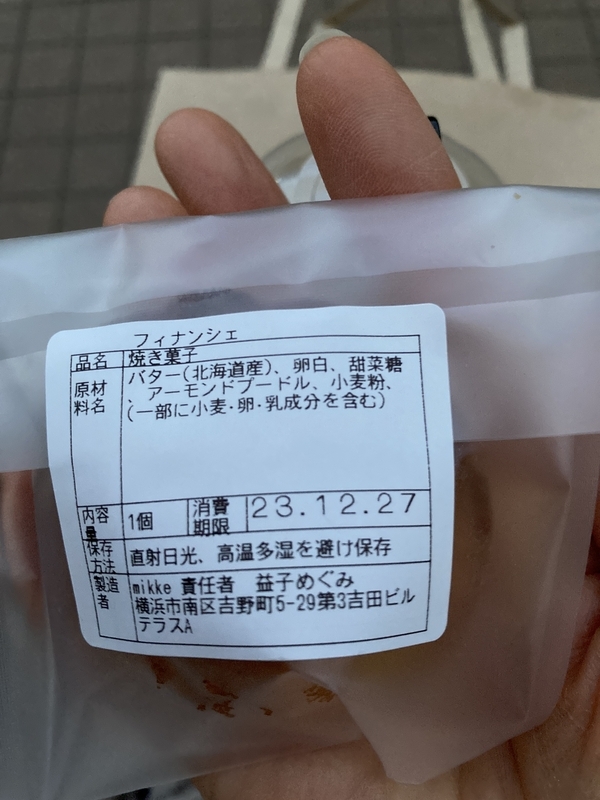 フィナンシェ
品名 焼き菓子
原材料名 バター(北海道産)、卵白、甜菜糖
、アーモンドプードル、小麦粉、
(一部に小麦・卵・乳成分を含む)
内容量 1個 消費期限 23.12.27
保存方法 直射日光、高温多湿を避け保存
製造者 mikke 責任者 益子めぐみ
横浜市南区吉野町5-29第3吉田ビル
テラスA